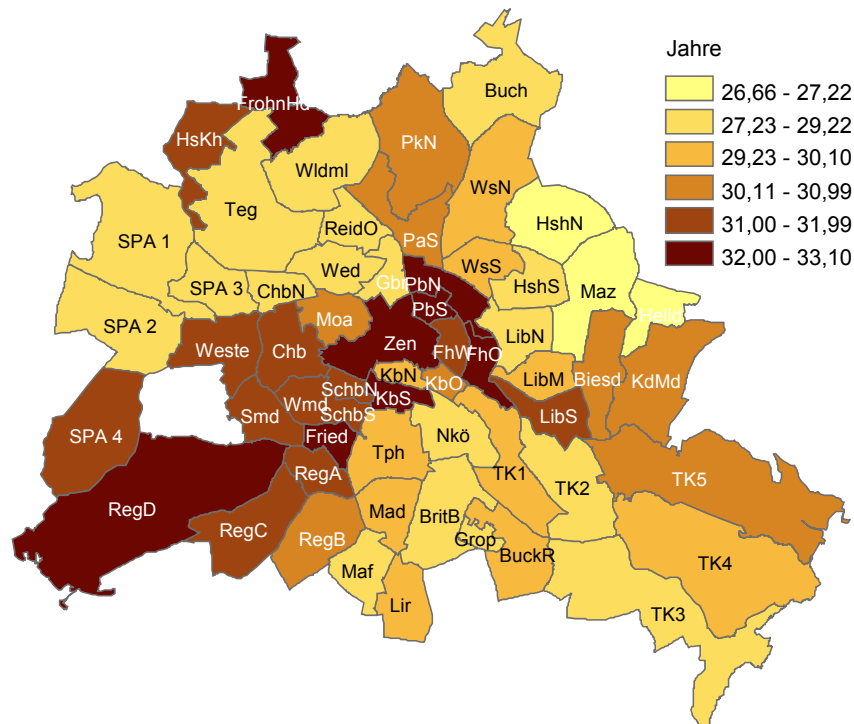 Jahre
26,66 - 27,22
27,23 - 29,22
29,23 - 30,10
30,11 - 30,99
31,00 - 31,99
32,00 - 33,10
Buch
FrohnHd
HsKh
PkN
Wldml
WsN
Teg
HshN
ReidO
SPA 1
PaS
WsS
Wed
HshS
Gbr
PbN
SPA 3
ChbN
Maz
Helld
PbS
Moa
SPA 2
LibN
Zen
Weste
Chb
FhW
FhO
KbN
KbO
LibM
Biesd
KdMd
SchbN
KbS
Wmd
Smd
SchbS
LibS
SPA 4
Fried
Nkö
Tph
RegA
TK1
TK5
TK2
RegD
Mad
RegC
RegB
BritB
Grop
BuckR
TK4
Maf
Lir
TK3